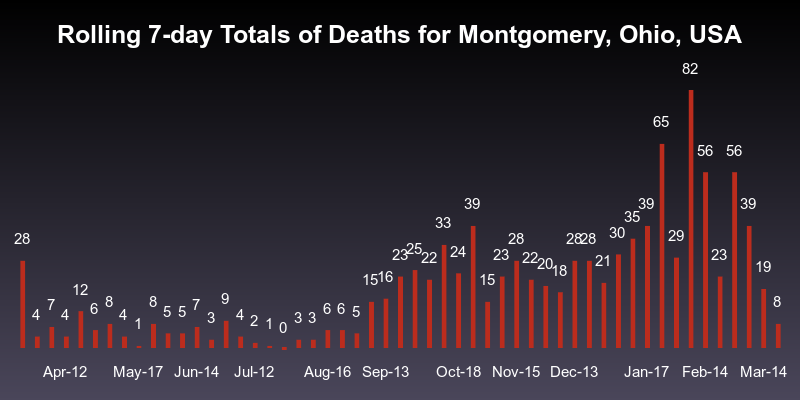 Rolling 7-day Totals of Deaths for Montgomery, Ohio, USA
28 4 7 4 12 6 8 4 1 8 5 5 7 3 9 4 2 1 0 3 3 6 6 5 15 16 23 25 22 33 24 39 15 23 28 22 20 18 28 28 21 30 35 39 65 29 82 56 23 56 39 19 8
Apr-12 May-17 Jun-14 Jul-12 Aug-16 Sep-13 Oct-18 Nov-15 Dec-13 Jan-17 Feb-14 Mar-14